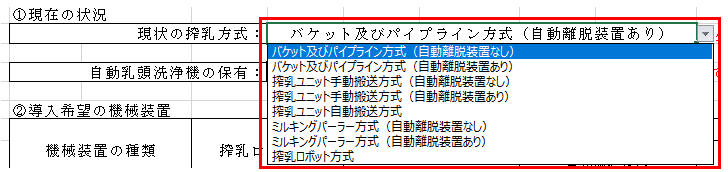 ①現在の状況
現状の搾乳方式：
バケット及びパイプライン方式（自動離脱装置あり）
バケット及びパイプライン方式（自動離脱装置なし）
バケット及びパイプライン方式（自動離脱装置あり）
搾乳ユニット手動搬送方式（自動離脱装置なし）
搾乳ユニット手動搬送方式（自動離脱装置あり）
搾乳ユニット自動搬送方式
ミルキングパーラー方式（自動離脱装置なし）
ミルキングパーラー方式（自動離脱装置あり）
搾乳ロボット方式
自動乳頭洗浄機の保有：
②導入希望の機械装置
機械装置の種類
搾乳ロ